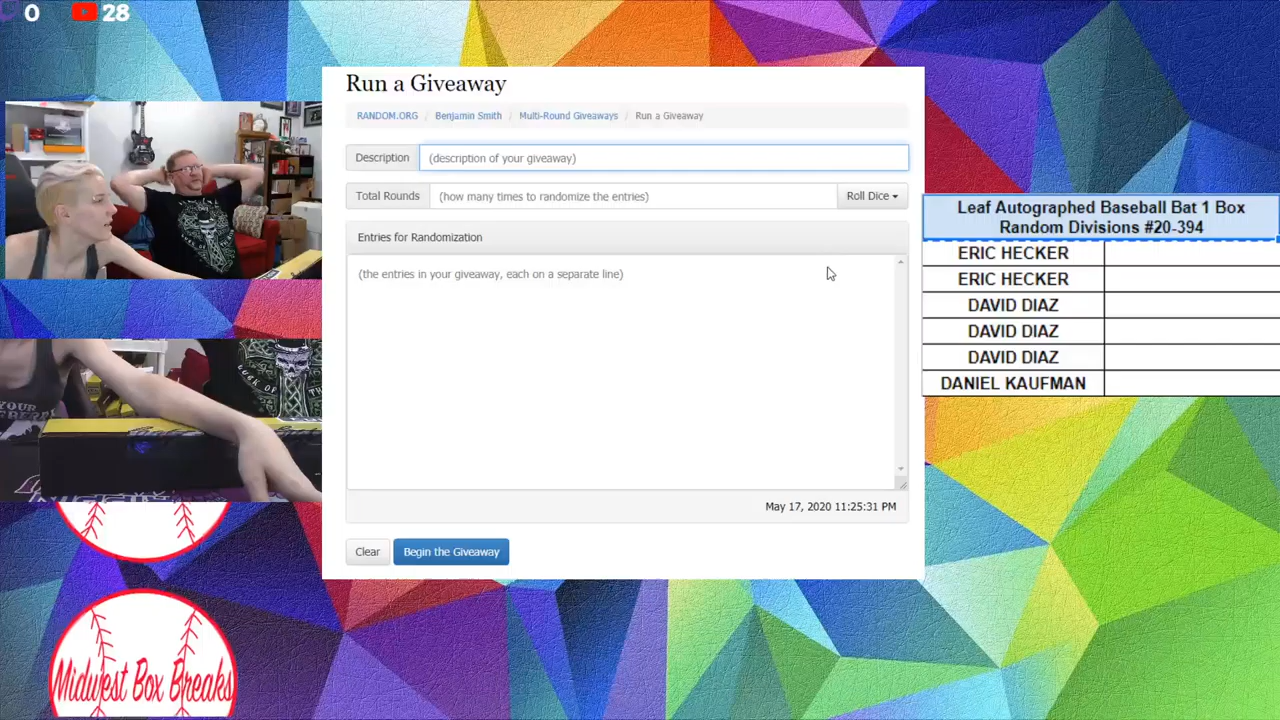 0 28
Run a Giveaway
RANDOM.ORG / Benjamin Smith / Multi-Round Giveaways / Run a Giveaway
Description (description of your giveaway)
Total Rounds (how many times to randomize the entries) Roll Dice
Entries for Randomization
(the entries in your giveaway, each on a separate line)
May 17, 2020 11:25:31 PM
Clear Begin the Giveaway
Leaf Autographed Baseball Bat 1 Box
Random Divisions #20-394
ERIC HECKER
ERIC HECKER
DAVID DIAZ
DAVID DIAZ
DAVID DIAZ
DANIEL KAUFMAN
Midwest Box Breaks